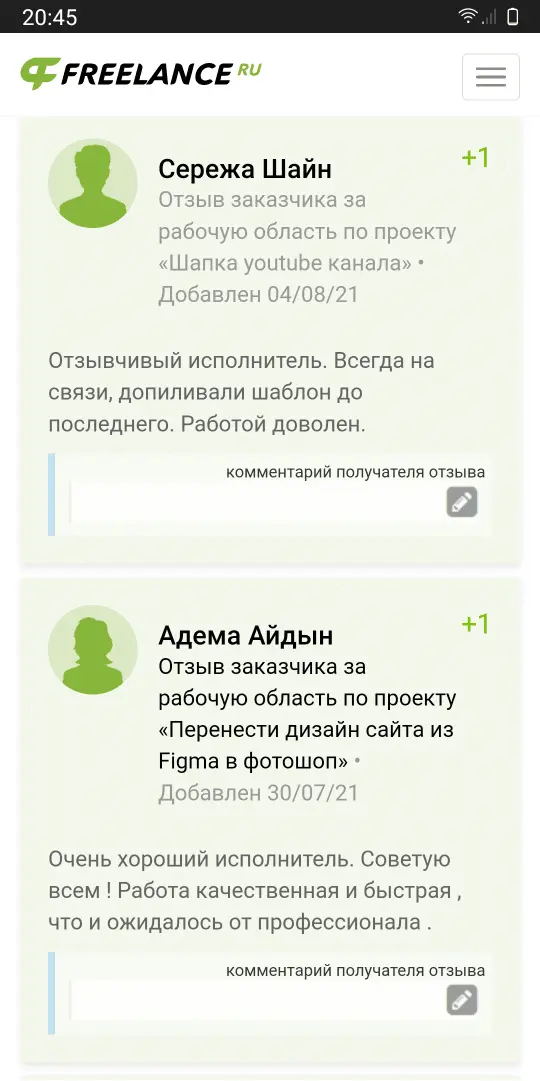 20:45
FREELANCE RU
Сережа Шайн
+1
Отзыв заказчика за
рабочую область по проекту
«Шапка youtube канала» •
Добавлен 04/08/21
Отзывчивый исполнитель. Всегда на
связи, допиливали шаблон до
последнего. Работой доволен.
комментарий получателя отзыва
Адема Айдын
+1
Отзыв заказчика за
рабочую область по проекту
«Перенести дизайн сайта из
Figma в фотошоп» •
Добавлен 30/07/21
Очень хороший исполнитель. Советую
всем ! Работа качественная и быстрая ,
что и ожидалось от профессионала .
комментарий получателя отзыва